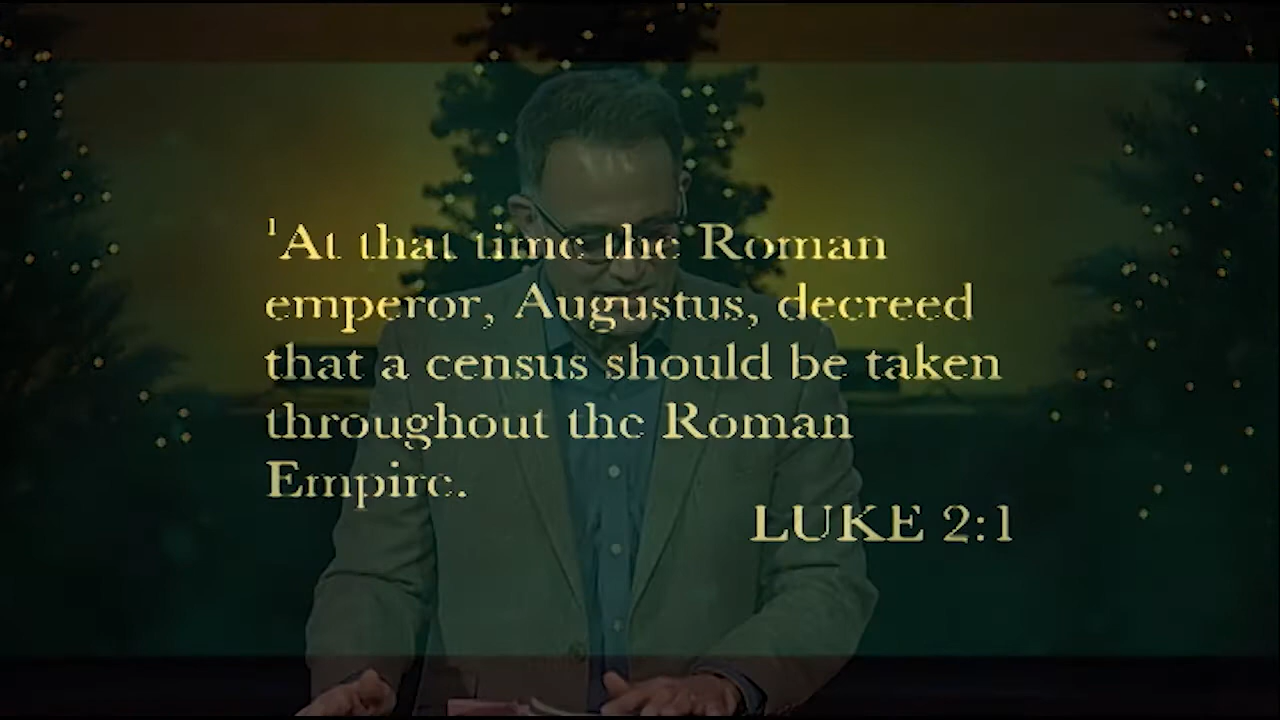 ¹At that time the Roman
emperor, Augustus, decreed
that a census should be taken
throughout the Roman
Empire.
LUKE 2:1